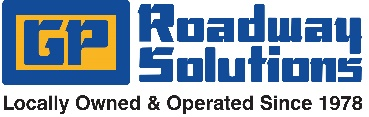 GP Roadway
Solutions
Locally Owned & Operated Since 1978